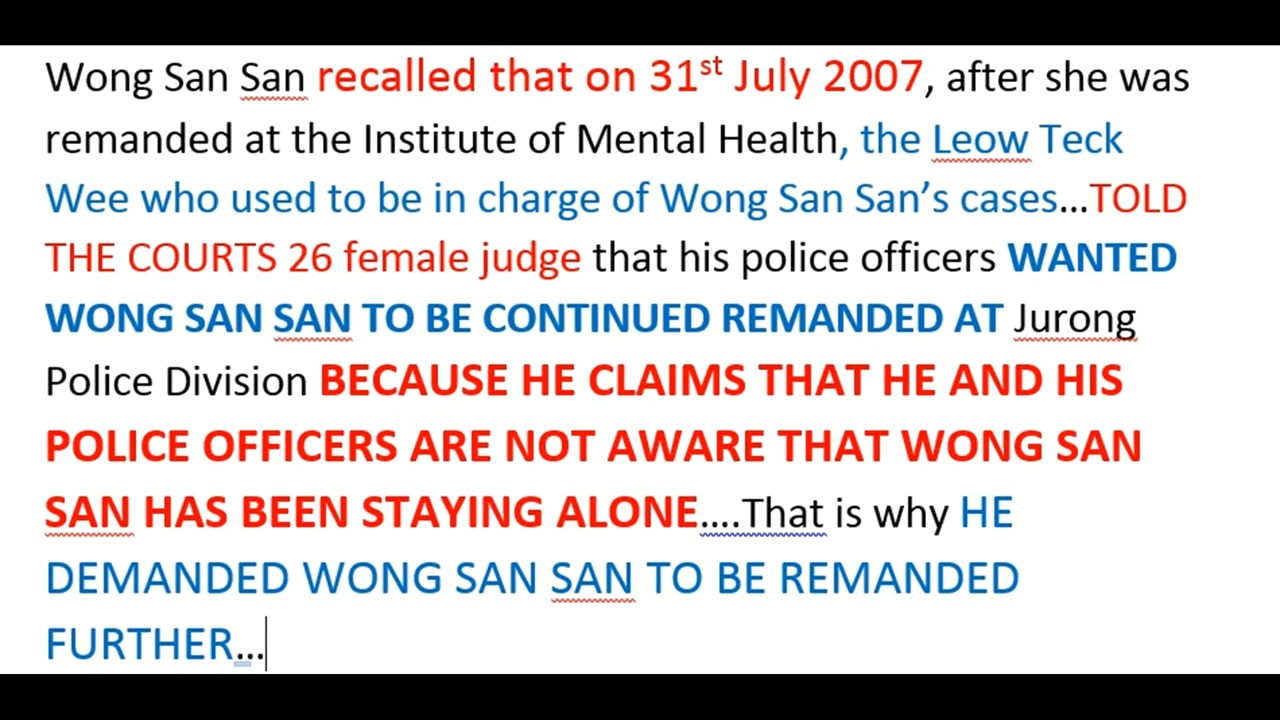 Wong San San recalled that on 31st July 2007, after she was
remanded at the Institute of Mental Health, the Leow Teck
Wee who used to be in charge of Wong San San’s cases...TOLD
THE COURTS 26 female judge that his police officers WANTED
WONG SAN SAN TO BE CONTINUED REMANDED AT Jurong
Police Division BECAUSE HE CLAIMS THAT HE AND HIS
POLICE OFFICERS ARE NOT AWARE THAT WONG SAN
SAN HAS BEEN STAYING ALONE....That is why HE
DEMANDED WONG SAN SAN TO BE REMANDED
FURTHER...